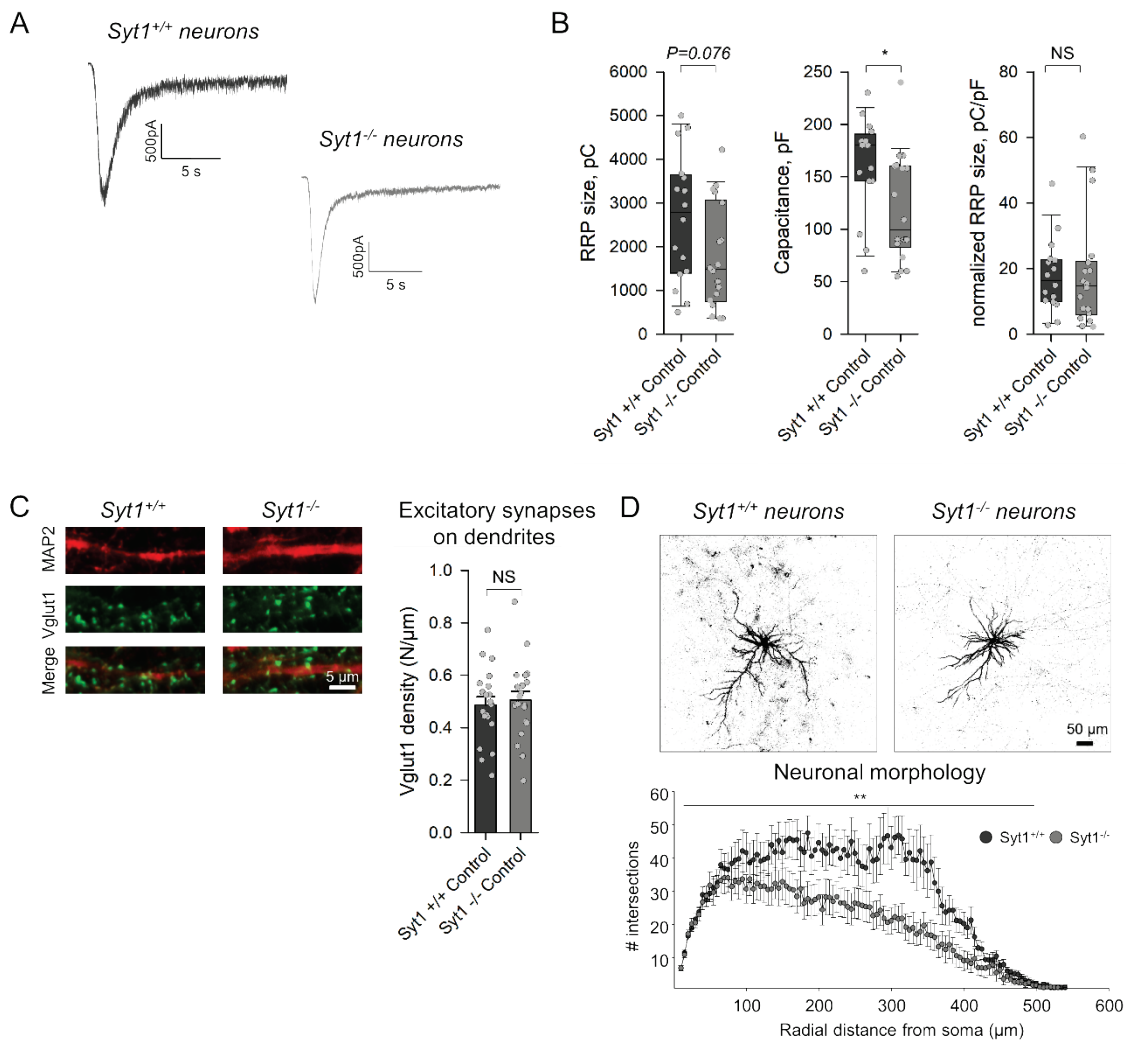 A
Syt1+/+ neurons
500pA
5 s
Syt1-/- neurons
500pA
5 s
B
P=0.076
RRP size, pC
6000
5000
4000
3000
2000
1000
0
Syt1 +/+ Control
Syt1 -/- Control
*
Capacitance, pF
250
200
150
100
50
0
Syt1 +/+ Control
Syt1 -/- Control
NS
normalized RRP size, pC/pF
80
60
40
20
0
Syt1 +/+ Control
Syt1 -/- Control
C
Syt1+/+
Syt1-/-
MAP2
Vglut1
Merge
5 µm
Excitatory synapses
on dendrites
NS
Vglut1 density (N/µm)
1.0
0.8
0.6
0.4
0.2
0.0
Syt1 +/+ Control
Syt1 -/- Control
D
Syt1+/+ neurons
Syt1-/- neurons
50 µm
Neuronal morphology
**
Syt1+/+
Syt1-/-
# intersections
60
50
40
30
20
10
100 200 300 400 500 600
Radial distance from soma (µm)